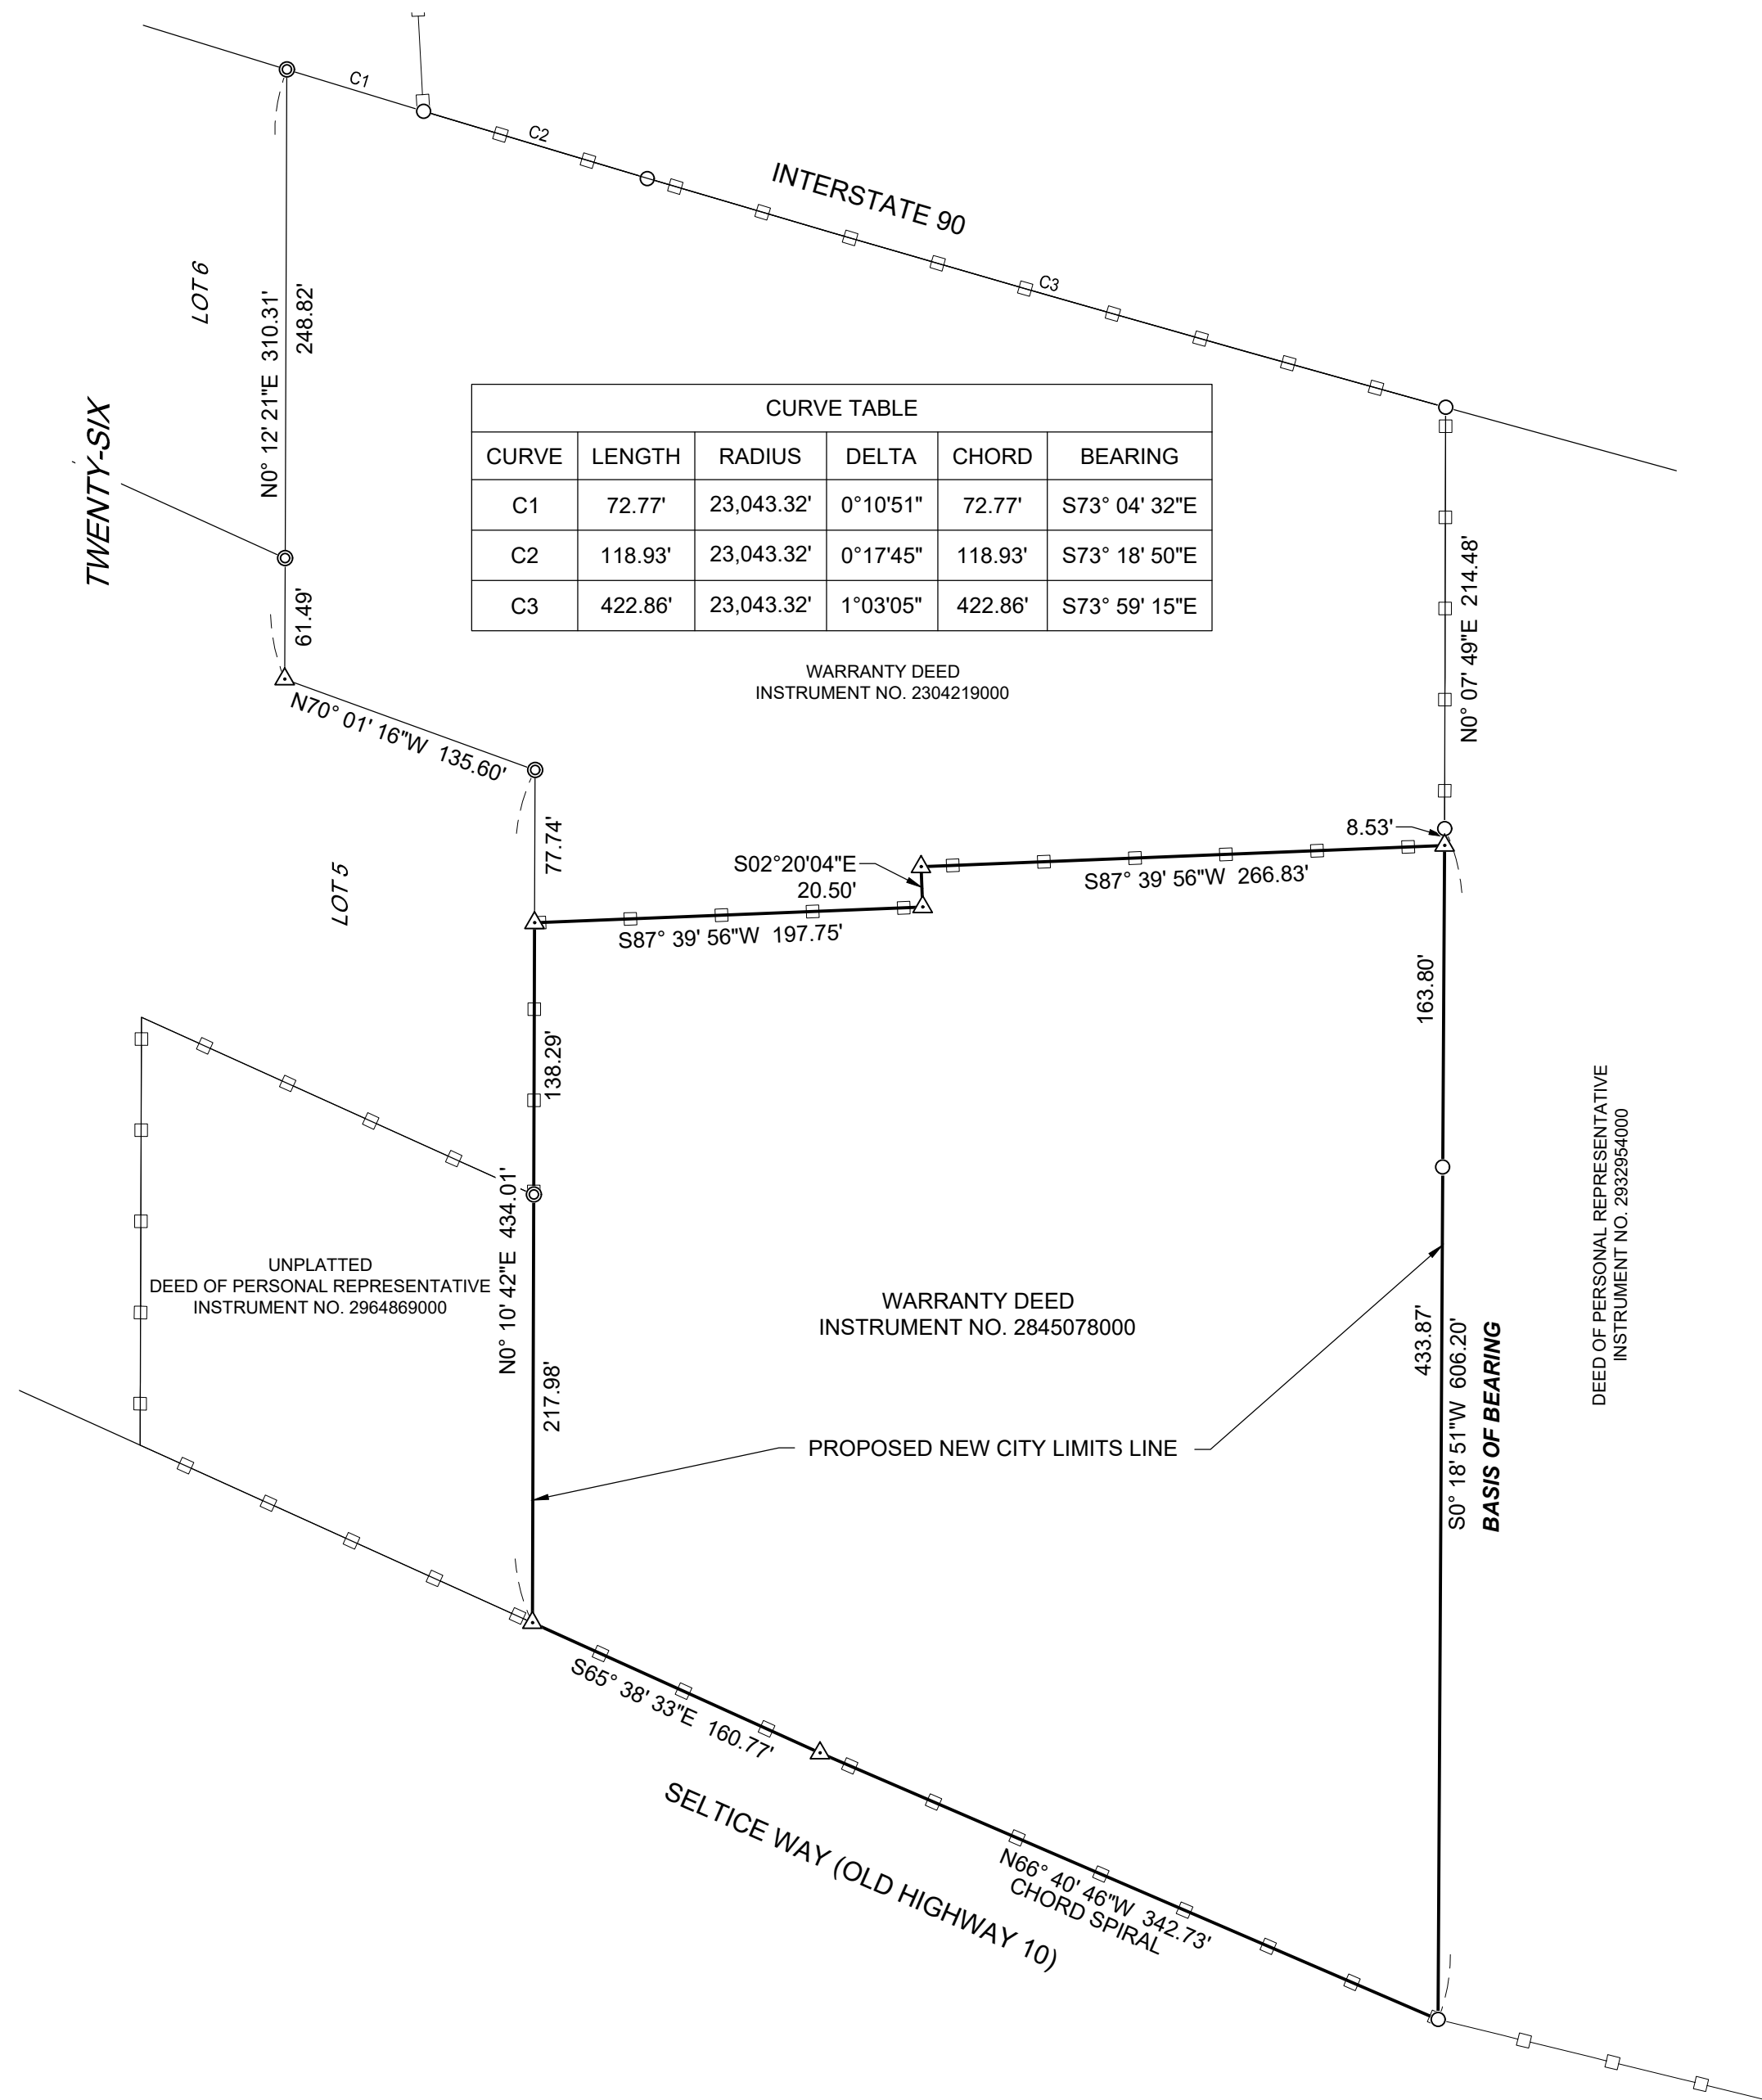 C1
C2
INTERSTATE 90
C3
LOT 6
N0° 12' 21"E 310.31'
248.82'
TWENTY-SIX
CURVE TABLE
CURVE LENGTH RADIUS DELTA CHORD BEARING
C1 72.77' 23,043.32' 0°10'51" 72.77' S73° 04' 32"E
C2 118.93' 23,043.32' 0°17'45" 118.93' S73° 18' 50"E
C3 422.86' 23,043.32' 1°03'05" 422.86' S73° 59' 15"E
61.49'
N0° 07' 49"E 214.48'
WARRANTY DEED
INSTRUMENT NO. 2304219000
N70° 01' 16"W 135.60'
77.74'
8.53'
S02°20'04"E
20.50'
S87° 39' 56"W 266.83'
LOT 5
S87° 39' 56"W 197.75'
163.80'
138.29'
DEED OF PERSONAL REPRESENTATIVE
INSTRUMENT NO. 2932954000
N0° 10' 42"E 434.01'
UNPLATTED
DEED OF PERSONAL REPRESENTATIVE
INSTRUMENT NO. 2964869000
WARRANTY DEED
INSTRUMENT NO. 2845078000
217.98'
433.87'
S0° 18' 51"W 606.20'
BASIS OF BEARING
PROPOSED NEW CITY LIMITS LINE
S65° 38' 33"E 160.77'
SELTICE WAY (OLD HIGHWAY 10)
N66° 40' 46"W 342.73'
CHORD SPIRAL